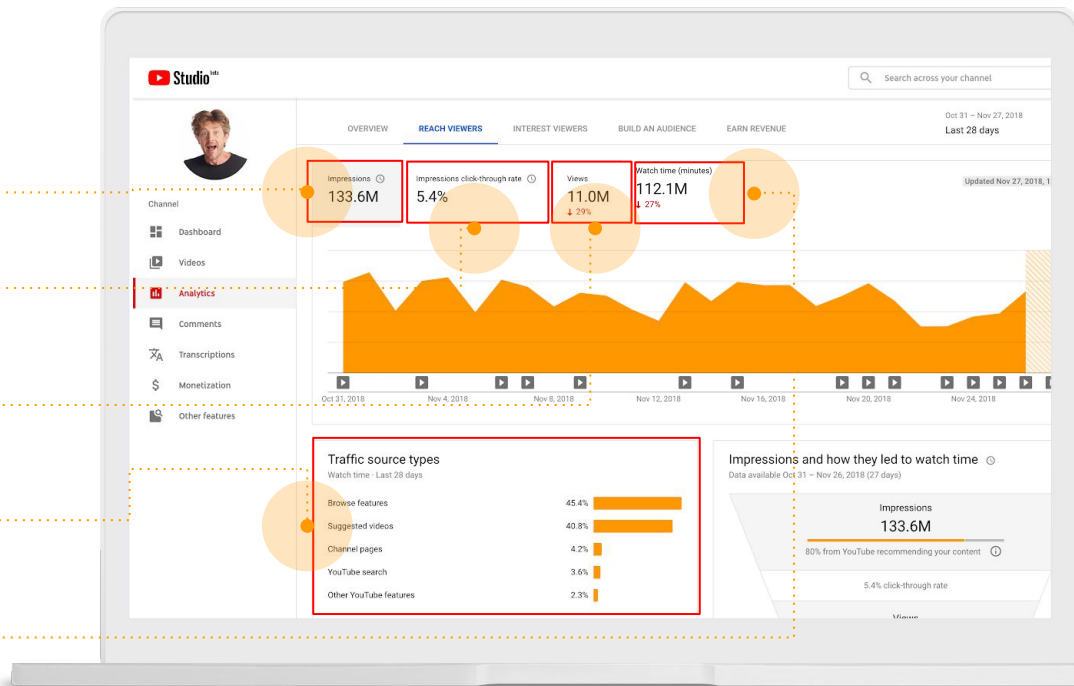 Studio beta
Search across your channel
OVERVIEW
REACH VIEWERS
INTEREST VIEWERS
BUILD AN AUDIENCE
EARN REVENUE
Oct 31 – Nov 27, 2018
Last 28 days
Impressions
133.6M
Impressions click-through rate
5.4%
Views
11.0M
↓ 29%
Watch time (minutes)
112.1M
↓ 27%
Updated Nov 27, 2018, 1
Channel
Dashboard
Videos
Analytics
Comments
Transcriptions
$ Monetization
Other features
Oct 31, 2018
Nov 4, 2018
Nov 8, 2018
Nov 12, 2018
Nov 16, 2018
Nov 20, 2018
Nov 24, 2018
Traffic source types
Watch time · Last 28 days
Browse features 45.4%
Suggested videos 40.8%
Channel pages 4.2%
YouTube search 3.6%
Other YouTube features 2.3%
Impressions and how they led to watch time
Data available Oct 31 – Nov 26, 2018 (27 days)
Impressions
133.6M
80% from YouTube recommending your content
5.4% click-through rate
Views